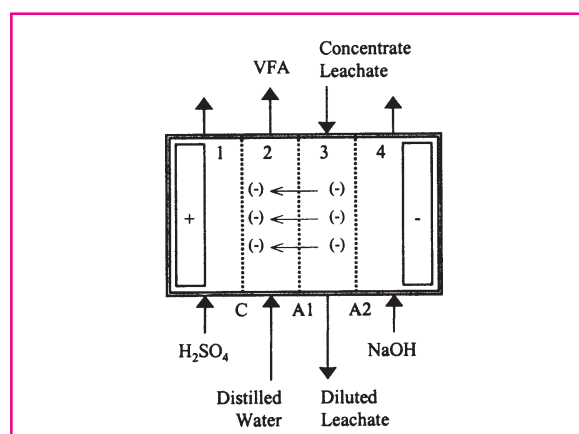 Concentrate
Leachate
VFA
1 2 3 4
(-) (-)
(-) (-)
(-) (-)
+ -
C A1 A2
H₂SO₄
NaOH
Distilled
Water
Diluted
Leachate